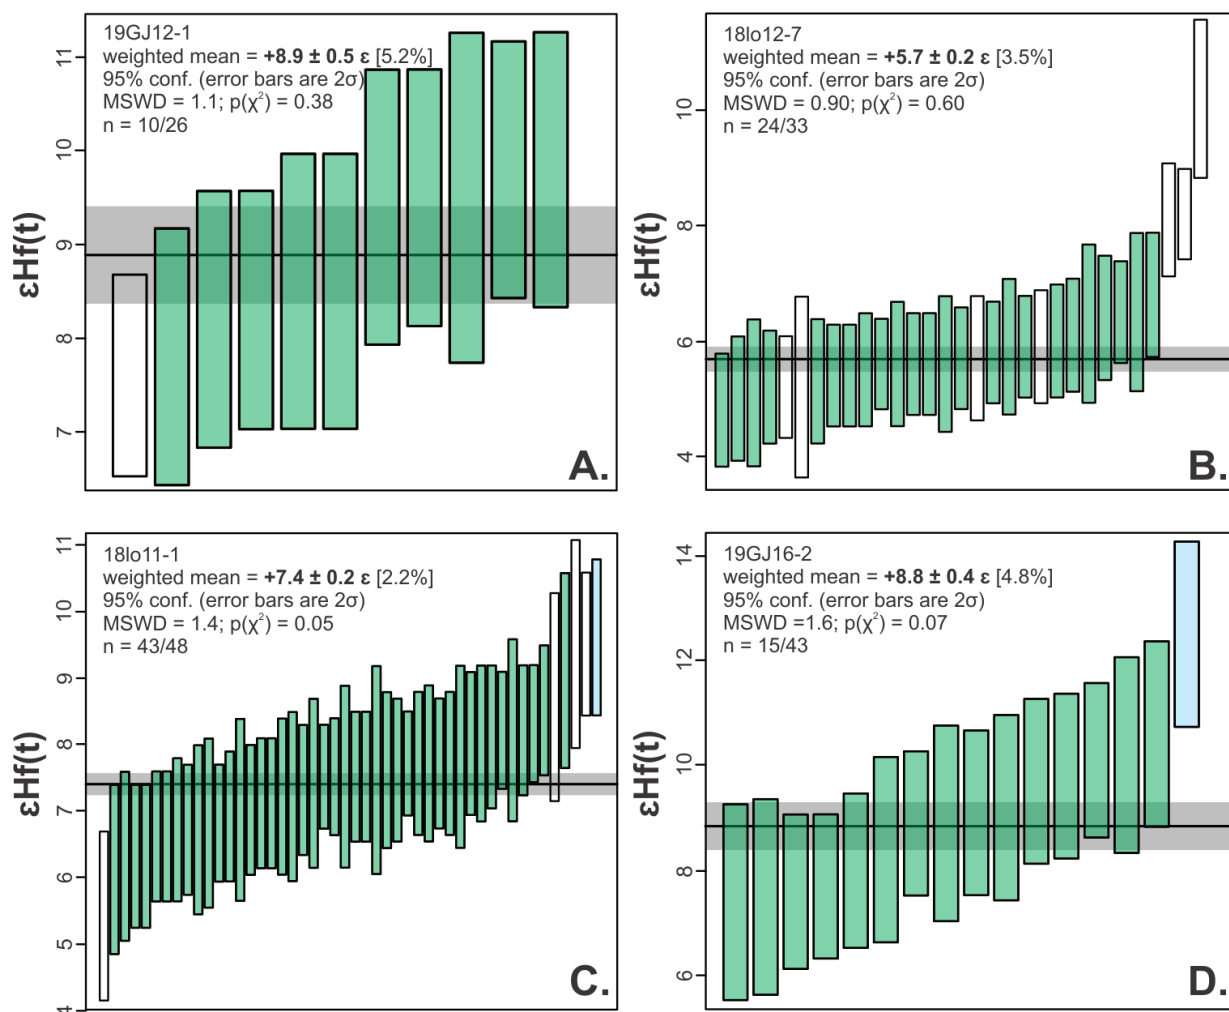 19GJ12-1
weighted mean = +8.9 ± 0.5 ε [5.2%]
95% conf. (error bars are 2σ)
MSWD = 1.1; p(χ²) = 0.38
n = 10/26
11
10
9
8
7
εHf(t)
A.
18lo12-7
weighted mean = +5.7 ± 0.2 ε [3.5%]
95% conf. (error bars are 2σ)
MSWD = 0.90; p(χ²) = 0.60
n = 24/33
10
8
6
4
εHf(t)
B.
18lo11-1
weighted mean = +7.4 ± 0.2 ε [2.2%]
95% conf. (error bars are 2σ)
MSWD = 1.4; p(χ²) = 0.05
n = 43/48
11
10
9
8
7
6
5
4
εHf(t)
C.
19GJ16-2
weighted mean = +8.8 ± 0.4 ε [4.8%]
95% conf. (error bars are 2σ)
MSWD =1.6; p(χ²) = 0.07
n = 15/43
14
12
10
8
6
εHf(t)
D.